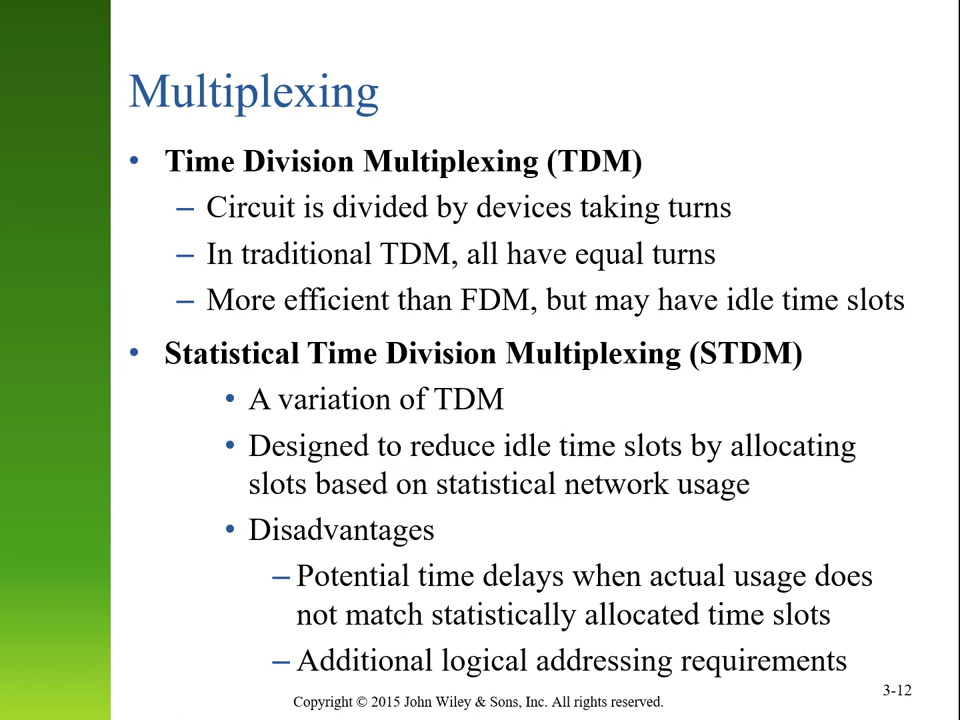 Multiplexing
• Time Division Multiplexing (TDM)
– Circuit is divided by devices taking turns
– In traditional TDM, all have equal turns
– More efficient than FDM, but may have idle time slots
• Statistical Time Division Multiplexing (STDM)
• A variation of TDM
• Designed to reduce idle time slots by allocating
slots based on statistical network usage
• Disadvantages
– Potential time delays when actual usage does
not match statistically allocated time slots
– Additional logical addressing requirements
3-12
Copyright © 2015 John Wiley & Sons, Inc. All rights reserved.